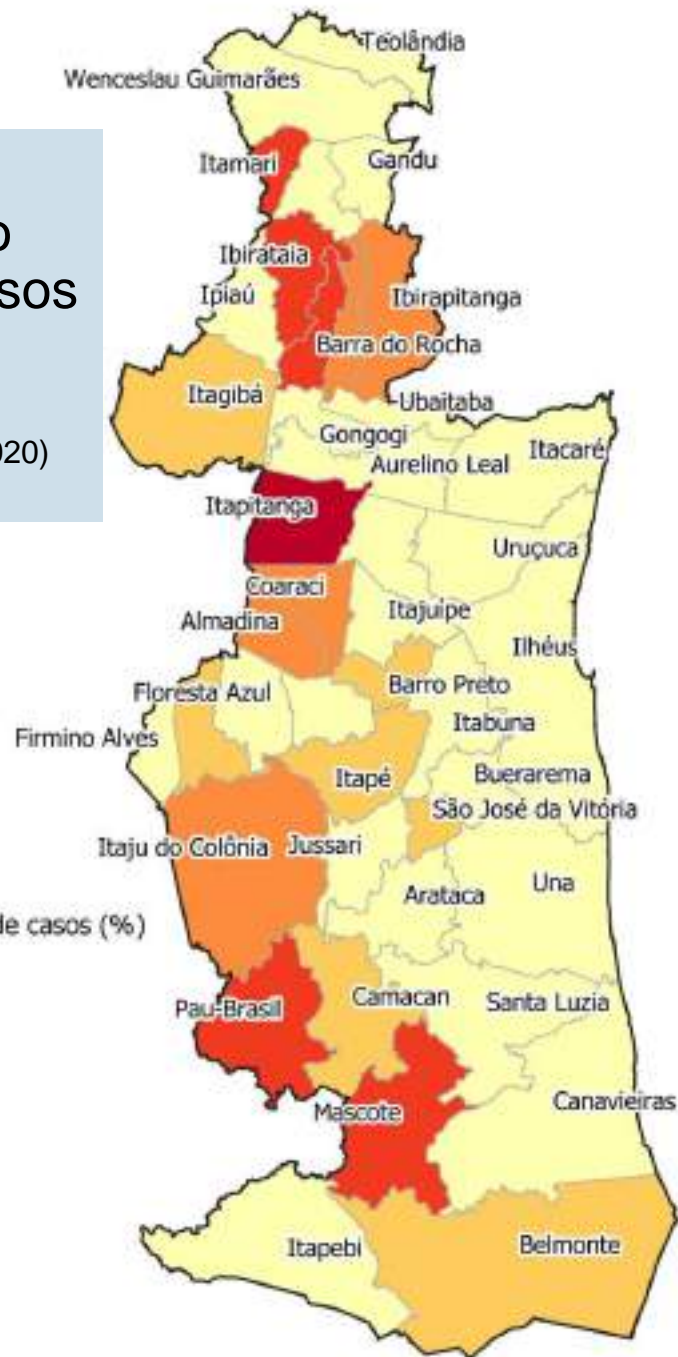 Teolândia
Wenceslau Guimarães
Itamari
Gandu
o
sos
020)
Ibirataia
Ipiaú
Ibirapitanga
Barra do Rocha
Itagibá
Ubaitaba
Gongogi
Aurelino Leal
Itacaré
Itapitanga
Uruçuca
Coaraci
Almadina
Itajuípe
Ilhéus
Floresta Azul
Barro Preto
Firmino Alves
Itabuna
Itapé
Buerarema
São José da Vitória
Itaju do Colônia
Jussari
Arataca
Una
de casos (%)
Pau-Brasil
Camacan
Santa Luzia
Mascote
Canavieiras
Itapebi
Belmonte